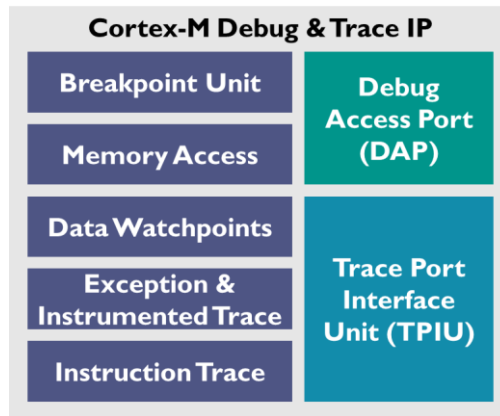 Cortex-M Debug & Trace IP
Breakpoint Unit
Memory Access
Data Watchpoints
Exception &
Instrumented Trace
Instruction Trace
Debug
Access Port
(DAP)
Trace Port
Interface
Unit (TPIU)